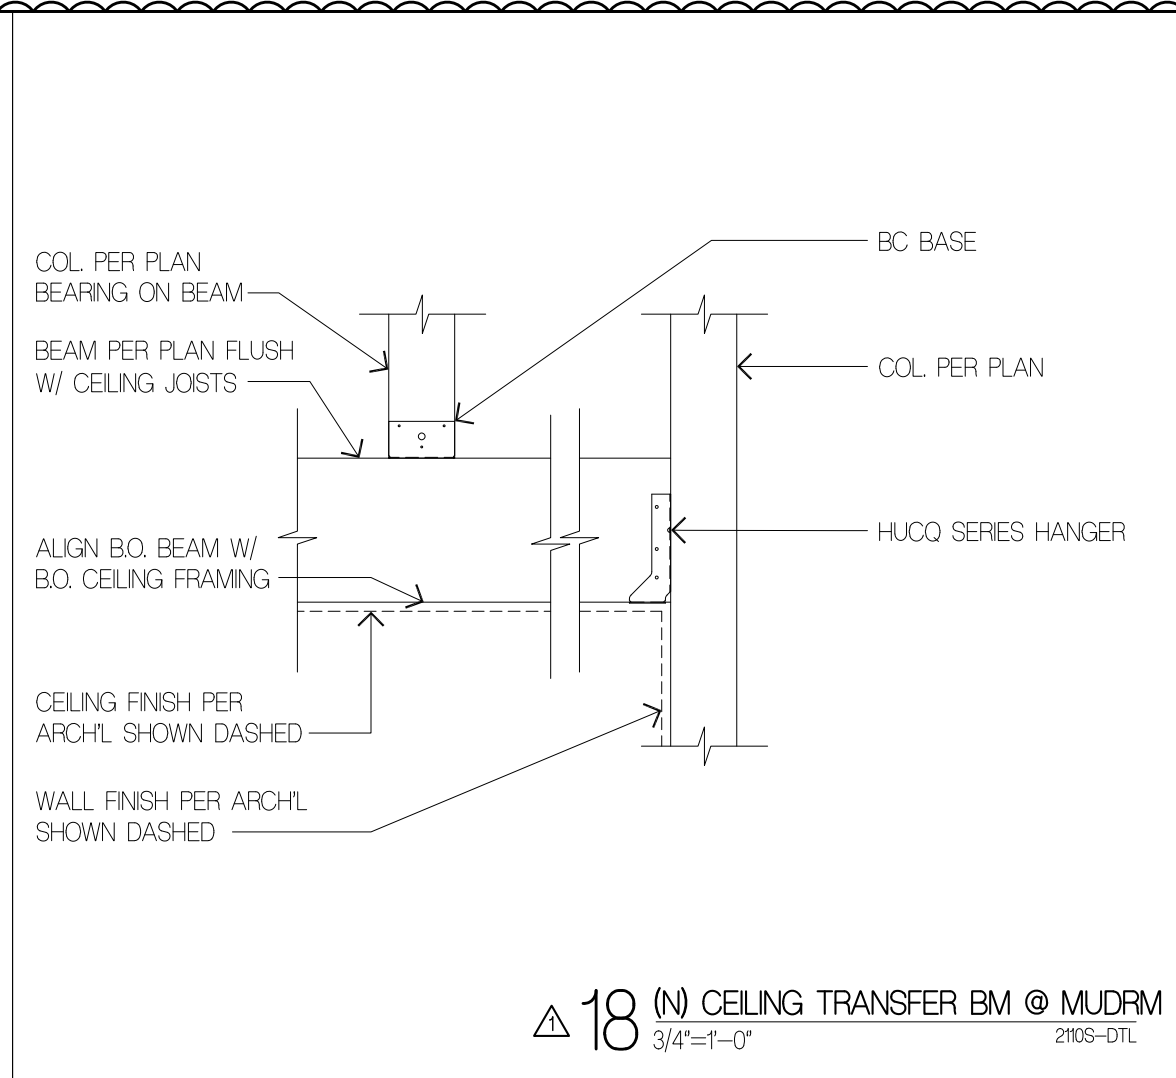 COL. PER PLAN
BEARING ON BEAM
BEAM PER PLAN FLUSH
W/ CEILING JOISTS
ALIGN B.O. BEAM W/
B.O. CEILING FRAMING
CEILING FINISH PER
ARCH'L SHOWN DASHED
WALL FINISH PER ARCH'L
SHOWN DASHED
BC BASE
COL. PER PLAN
HUCQ SERIES HANGER
1 18 (N) CEILING TRANSFER BM @ MUDRM
3/4"=1'-0" 2110S-DTL